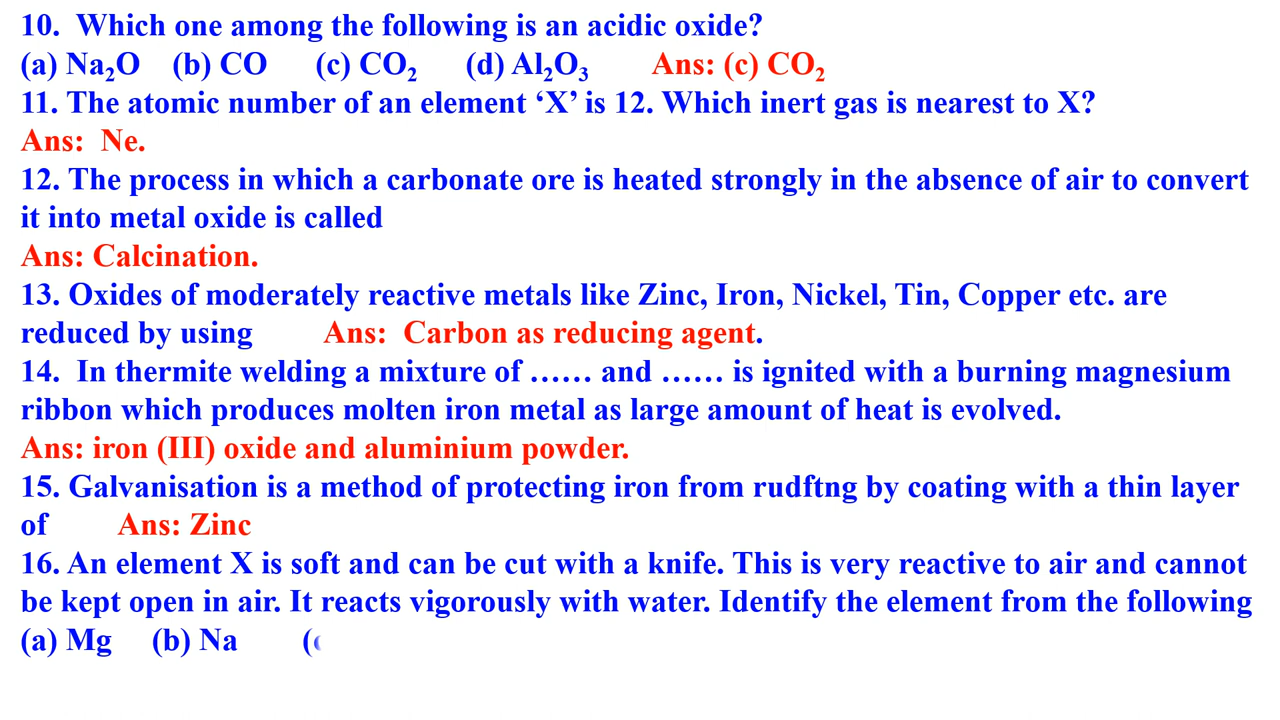 10. Which one among the following is an acidic oxide?
(a) Na₂O (b) CO (c) CO₂ (d) Al₂O₃ Ans: (c) CO₂
11. The atomic number of an element ‘X’ is 12. Which inert gas is nearest to X?
Ans: Ne.
12. The process in which a carbonate ore is heated strongly in the absence of air to convert
it into metal oxide is called
Ans: Calcination.
13. Oxides of moderately reactive metals like Zinc, Iron, Nickel, Tin, Copper etc. are
reduced by using Ans: Carbon as reducing agent.
14. In thermite welding a mixture of …… and …… is ignited with a burning magnesium
ribbon which produces molten iron metal as large amount of heat is evolved.
Ans: iron (III) oxide and aluminium powder.
15. Galvanisation is a method of protecting iron from rudftng by coating with a thin layer
of Ans: Zinc
16. An element X is soft and can be cut with a knife. This is very reactive to air and cannot
be kept open in air. It reacts vigorously with water. Identify the element from the following
(a) Mg (b) Na (